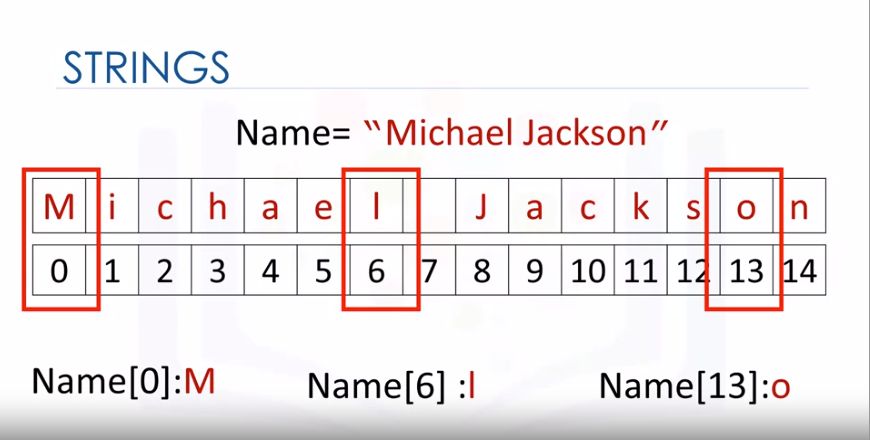 STRINGS
Name= “Michael Jackson”
M i c h a e l J a c k s o n
0 1 2 3 4 5 6 7 8 9 10 11 12 13 14
Name[0]:M Name[6] :l Name[13]:o